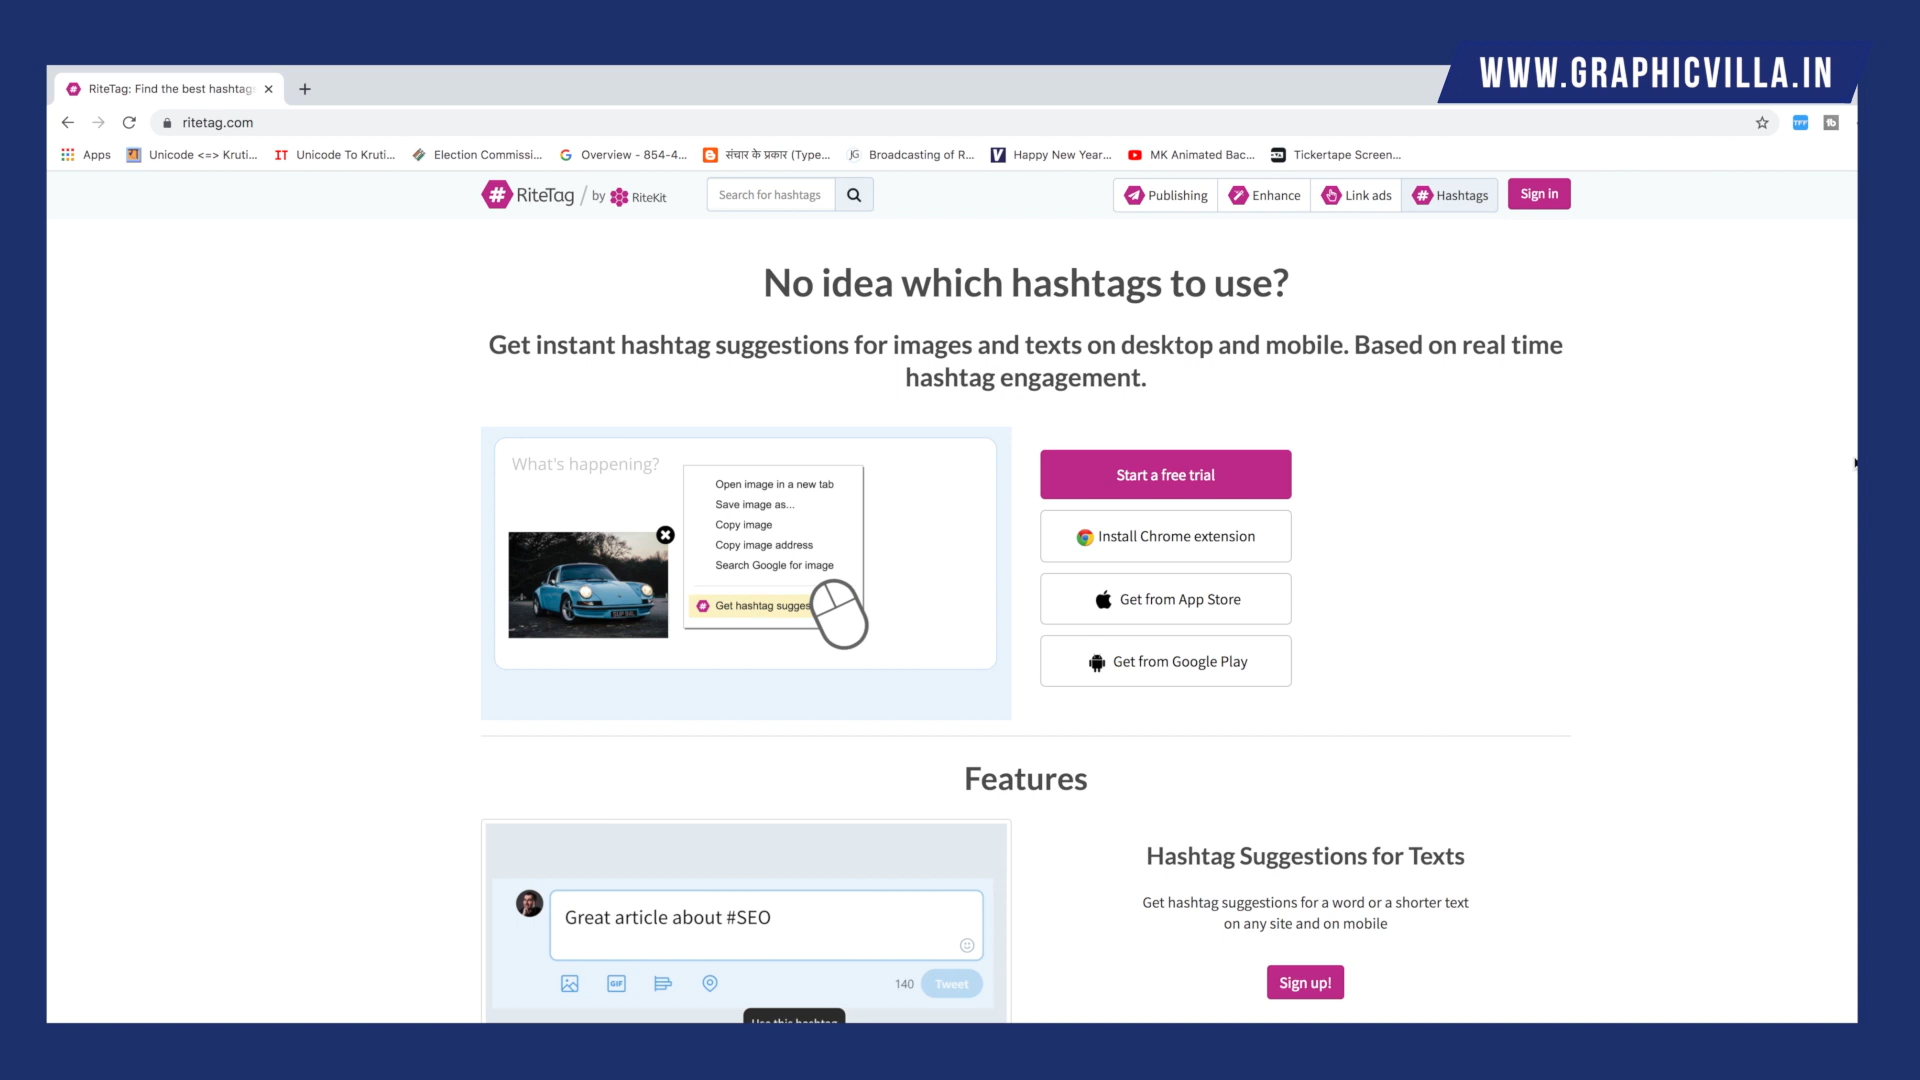 WWW.GRAPHICVILLA.IN
RiteTag: Find the best hashtags
ritetag.com
Apps
Unicode <=> Kruti...
IT Unicode To Kruti...
Election Commissi...
Overview - 854-4...
संचार के प्रकार (Type...
JG Broadcasting of R...
Happy New Year...
MK Animated Bac...
Tickertape Screen...
RiteTag / by RiteKit
Search for hashtags
Publishing
Enhance
Link ads
Hashtags
Sign in
No idea which hashtags to use?
Get instant hashtag suggestions for images and texts on desktop and mobile. Based on real time
hashtag engagement.
What's happening?
Open image in a new tab
Save image as...
Copy image
Copy image address
Search Google for image
Get hashtag sugges
Start a free trial
Install Chrome extension
Get from App Store
Get from Google Play
Features
Great article about #SEO
GIF
140
Tweet
Use this hashtag
Hashtag Suggestions for Texts
Get hashtag suggestions for a word or a shorter text
on any site and on mobile
Sign up!